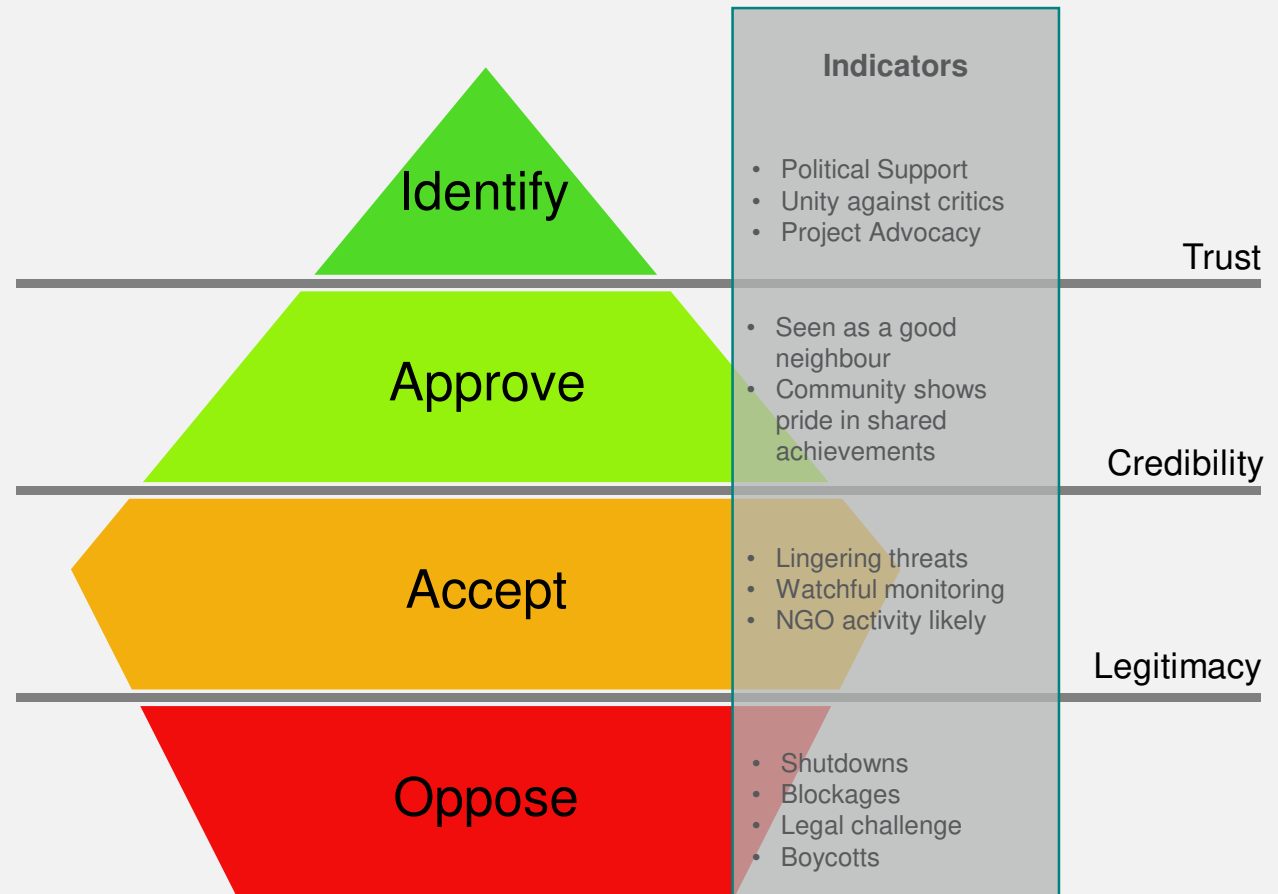 Indicators
Identify
• Political Support
• Unity against critics
• Project Advocacy
Trust
Approve
• Seen as a good
neighbour
• Community shows
pride in shared
achievements
Credibility
Accept
• Lingering threats
• Watchful monitoring
• NGO activity likely
Legitimacy
Oppose
• Shutdowns
• Blockages
• Legal challenge
• Boycotts